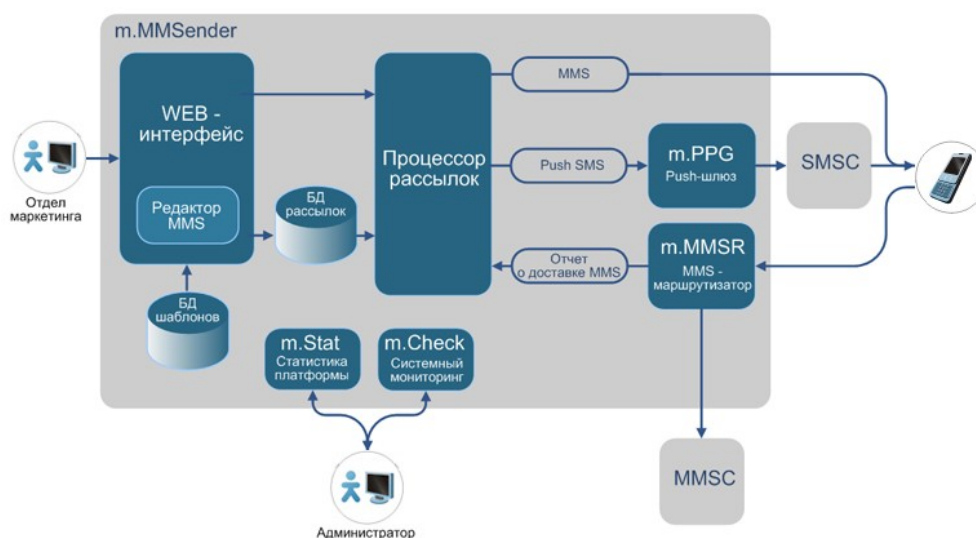 m.MMSender
WEB -
интерфейс
Редактор
MMS
Отдел
маркетинга
БД
шаблонов
БД
рассылок
Процессор
рассылок
MMS
Push SMS
Отчет
о доставке MMS
m.PPG
Push-шлюз
SMSC
m.MMSR
MMS -
маршрутизатор
m.Stat
Статистика
платформы
m.Check
Системный
мониторинг
MMSC
Администратор